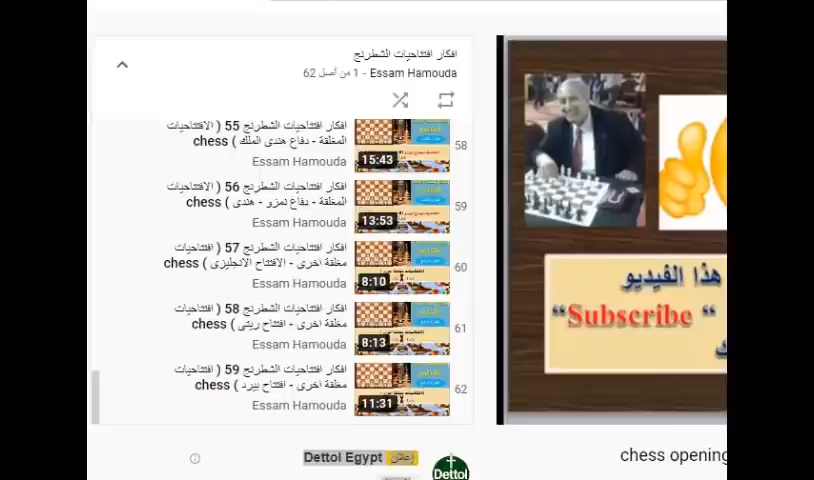 افكار افتتاحيات الشطرنج
Essam Hamouda - 1 من أصل 62
افكار افتتاحيات الشطرنج 55 ( الافتتاحيات
المغلقة - دفاع هندى الملك ) chess
Essam Hamouda
15:43
58
افكار افتتاحيات الشطرنج 56 ( الافتتاحيات
المغلقة - دفاع نمزو - هندى ) chess
Essam Hamouda
13:53
59
افكار افتتاحيات الشطرنج 57 ( افتتاحيات
مغلقة اخرى - الافتتاح الانجليزى ) chess
Essam Hamouda
8:10
60
افكار افتتاحيات الشطرنج 58 ( افتتاحيات
مغلقة اخرى - افتتاح ريتى ) chess
Essam Hamouda
8:13
61
افكار افتتاحيات الشطرنج 59 ( افتتاحيات
مغلقة اخرى - افتتاح بيرد ) chess
Essam Hamouda
11:31
62
هذا الفيديو
" Subscribe "
chess opening
إعلان Dettol Egypt
Dettol